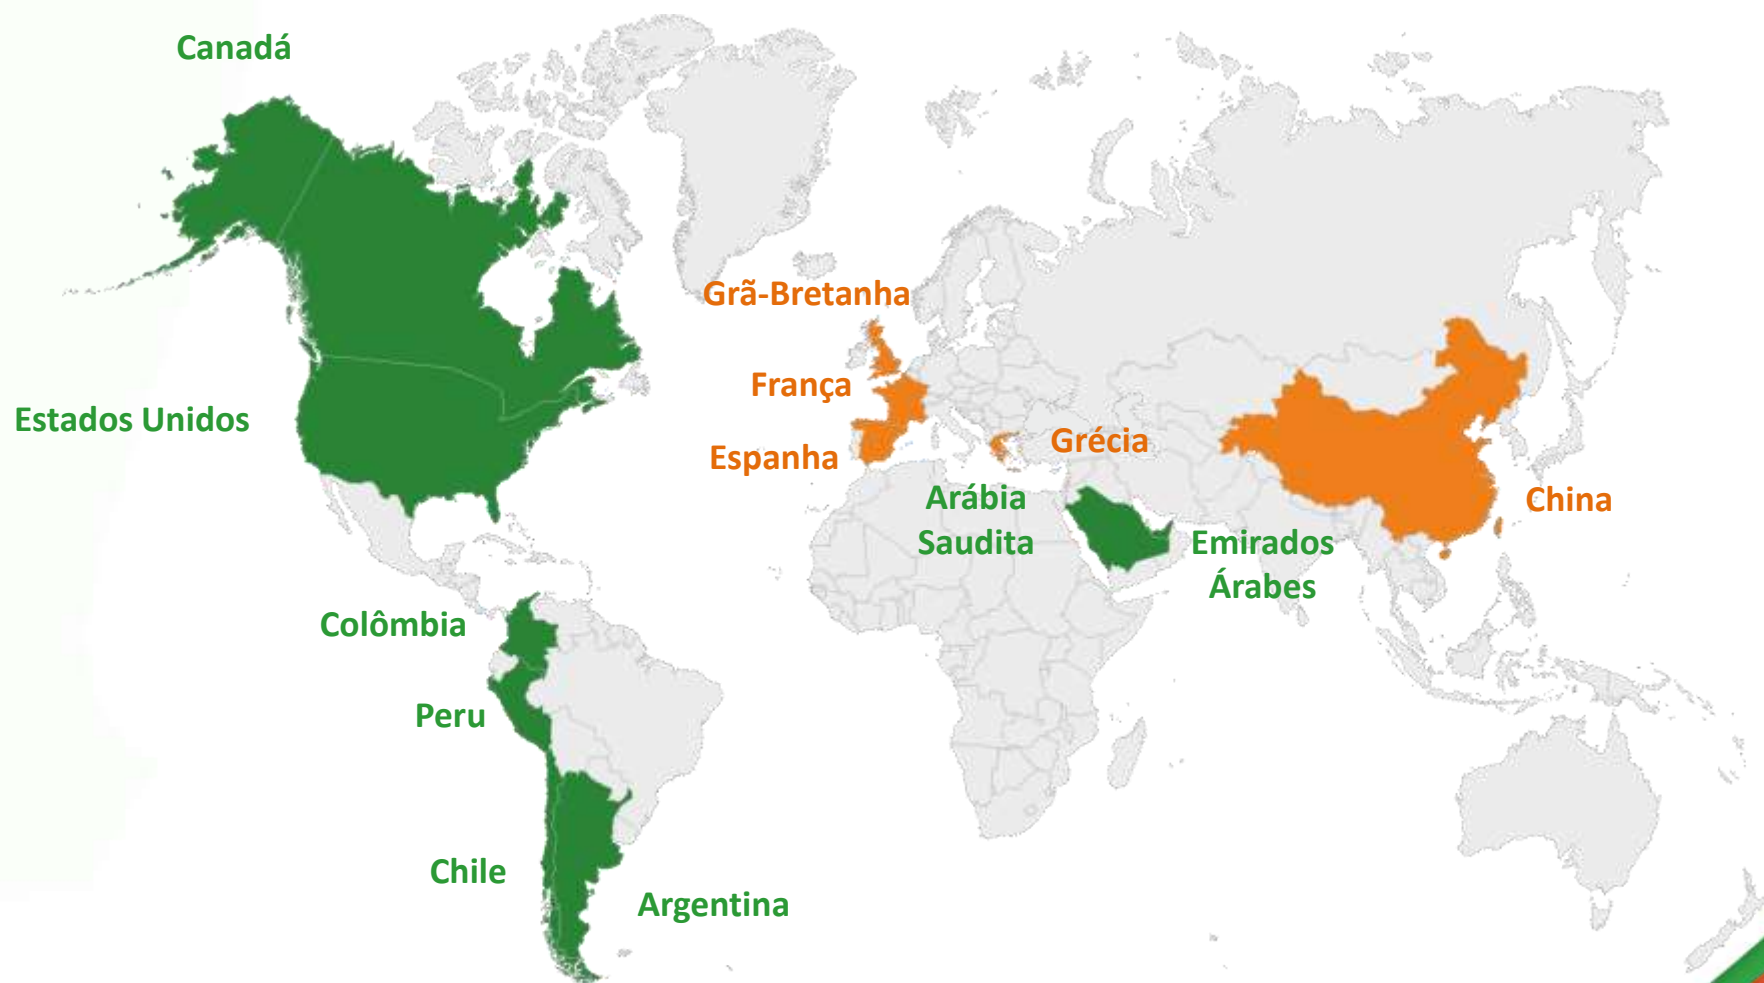 Canadá
Grã-Bretanha
França
Estados Unidos
Espanha
Grécia
Arábia
Saudita
China
Emirados
Árabes
Colômbia
Peru
Chile
Argentina